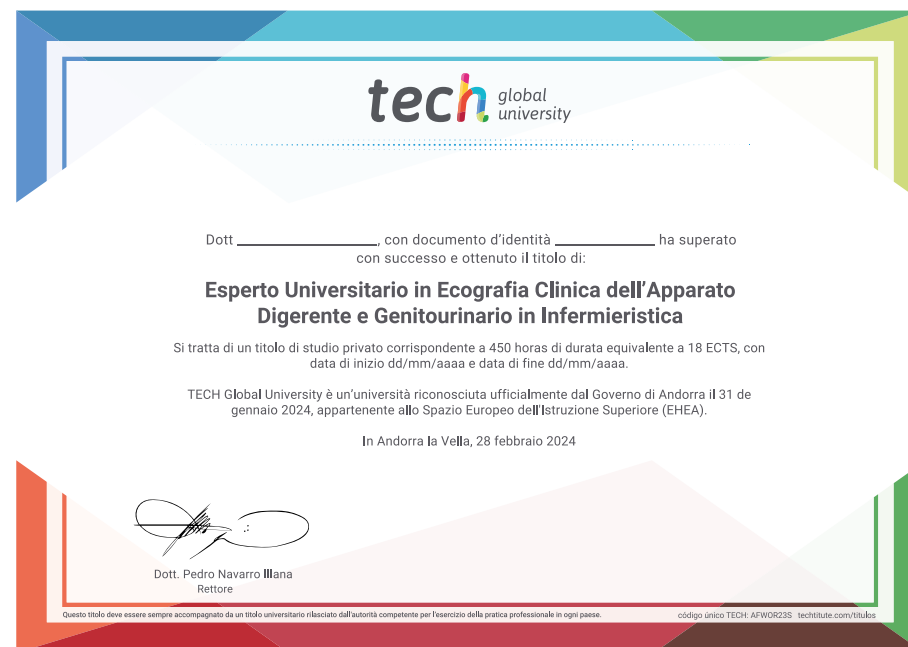 tech global university
Dott ____________, con documento d'identità ____________ ha superato
con successo e ottenuto il titolo di:
Esperto Universitario in Ecografia Clinica dell'Apparato
Digerente e Genitourinario in Infermieristica
Si tratta di un titolo di studio privato corrispondente a 450 horas di durata equivalente a 18 ECTS, con
data di inizio dd/mm/aaaa e data di fine dd/mm/aaaa.
TECH Global University è un'università riconosciuta ufficialmente dal Governo di Andorra il 31 de
gennaio 2024, appartenente allo Spazio Europeo dell'Istruzione Superiore (EHEA).
In Andorra la Vella, 28 febbraio 2024
Dott. Pedro Navarro Illana
Rettore
Questo titolo deve essere sempre accompagnato da un titolo universitario rilasciato dall'autorità competente per l'esercizio della pratica professionale in ogni paese.
código único TECH: AFWOR23S techtitute.com/titulos